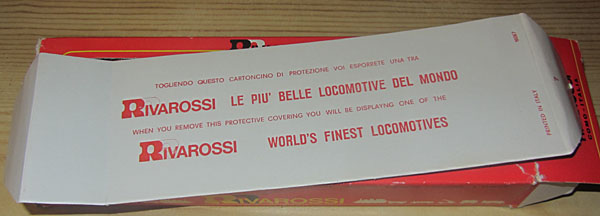 TOGLIENDO QUESTO CARTONCINO DI PROTEZIONE VOI ESPORRETE UNA TRA
RIVAROSSI LE PIU' BELLE LOCOMOTIVE DEL MONDO
WHEN YOU REMOVE THIS PROTECTIVE COVERING YOU WILL BE DISPLAYNG ONE OF THE
RIVAROSSI WORLD'S FINEST LOCOMOTIVES
PRINTED IN ITALY
RIVAROSSI